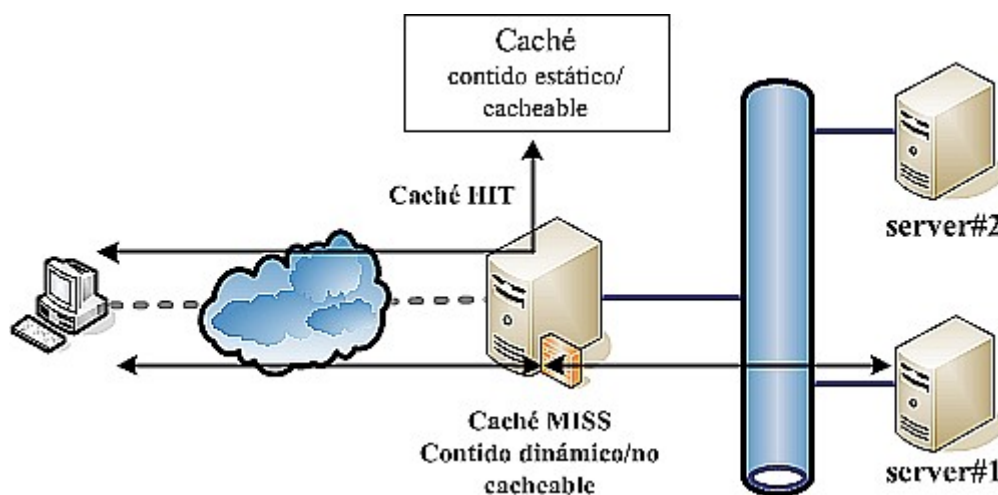 Caché
contido estático/
cacheable
Caché HIT
server#2
Caché MISS
Contido dinámico/no
cacheable
server#1